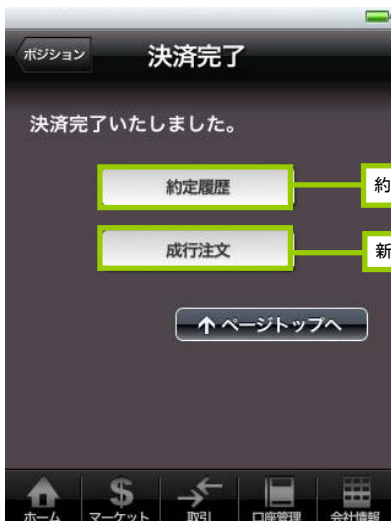 ポジション
決済完了
決済完了いたしました。
約定履歴
約
成行注文
新
ページトップへ
ホーム
マーケット
取引
口座管理
会社情報